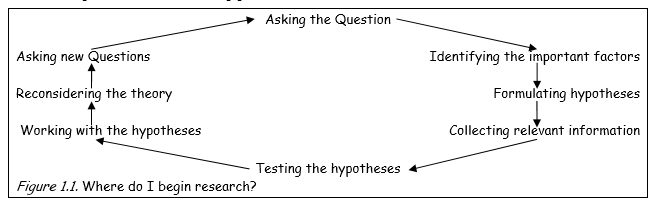 Asking the Question
Asking new Questions
Identifying the important factors
Reconsidering the theory
Formulating hypotheses
Working with the hypotheses
Collecting relevant information
Testing the hypotheses
Figure 1.1. Where do I begin research?